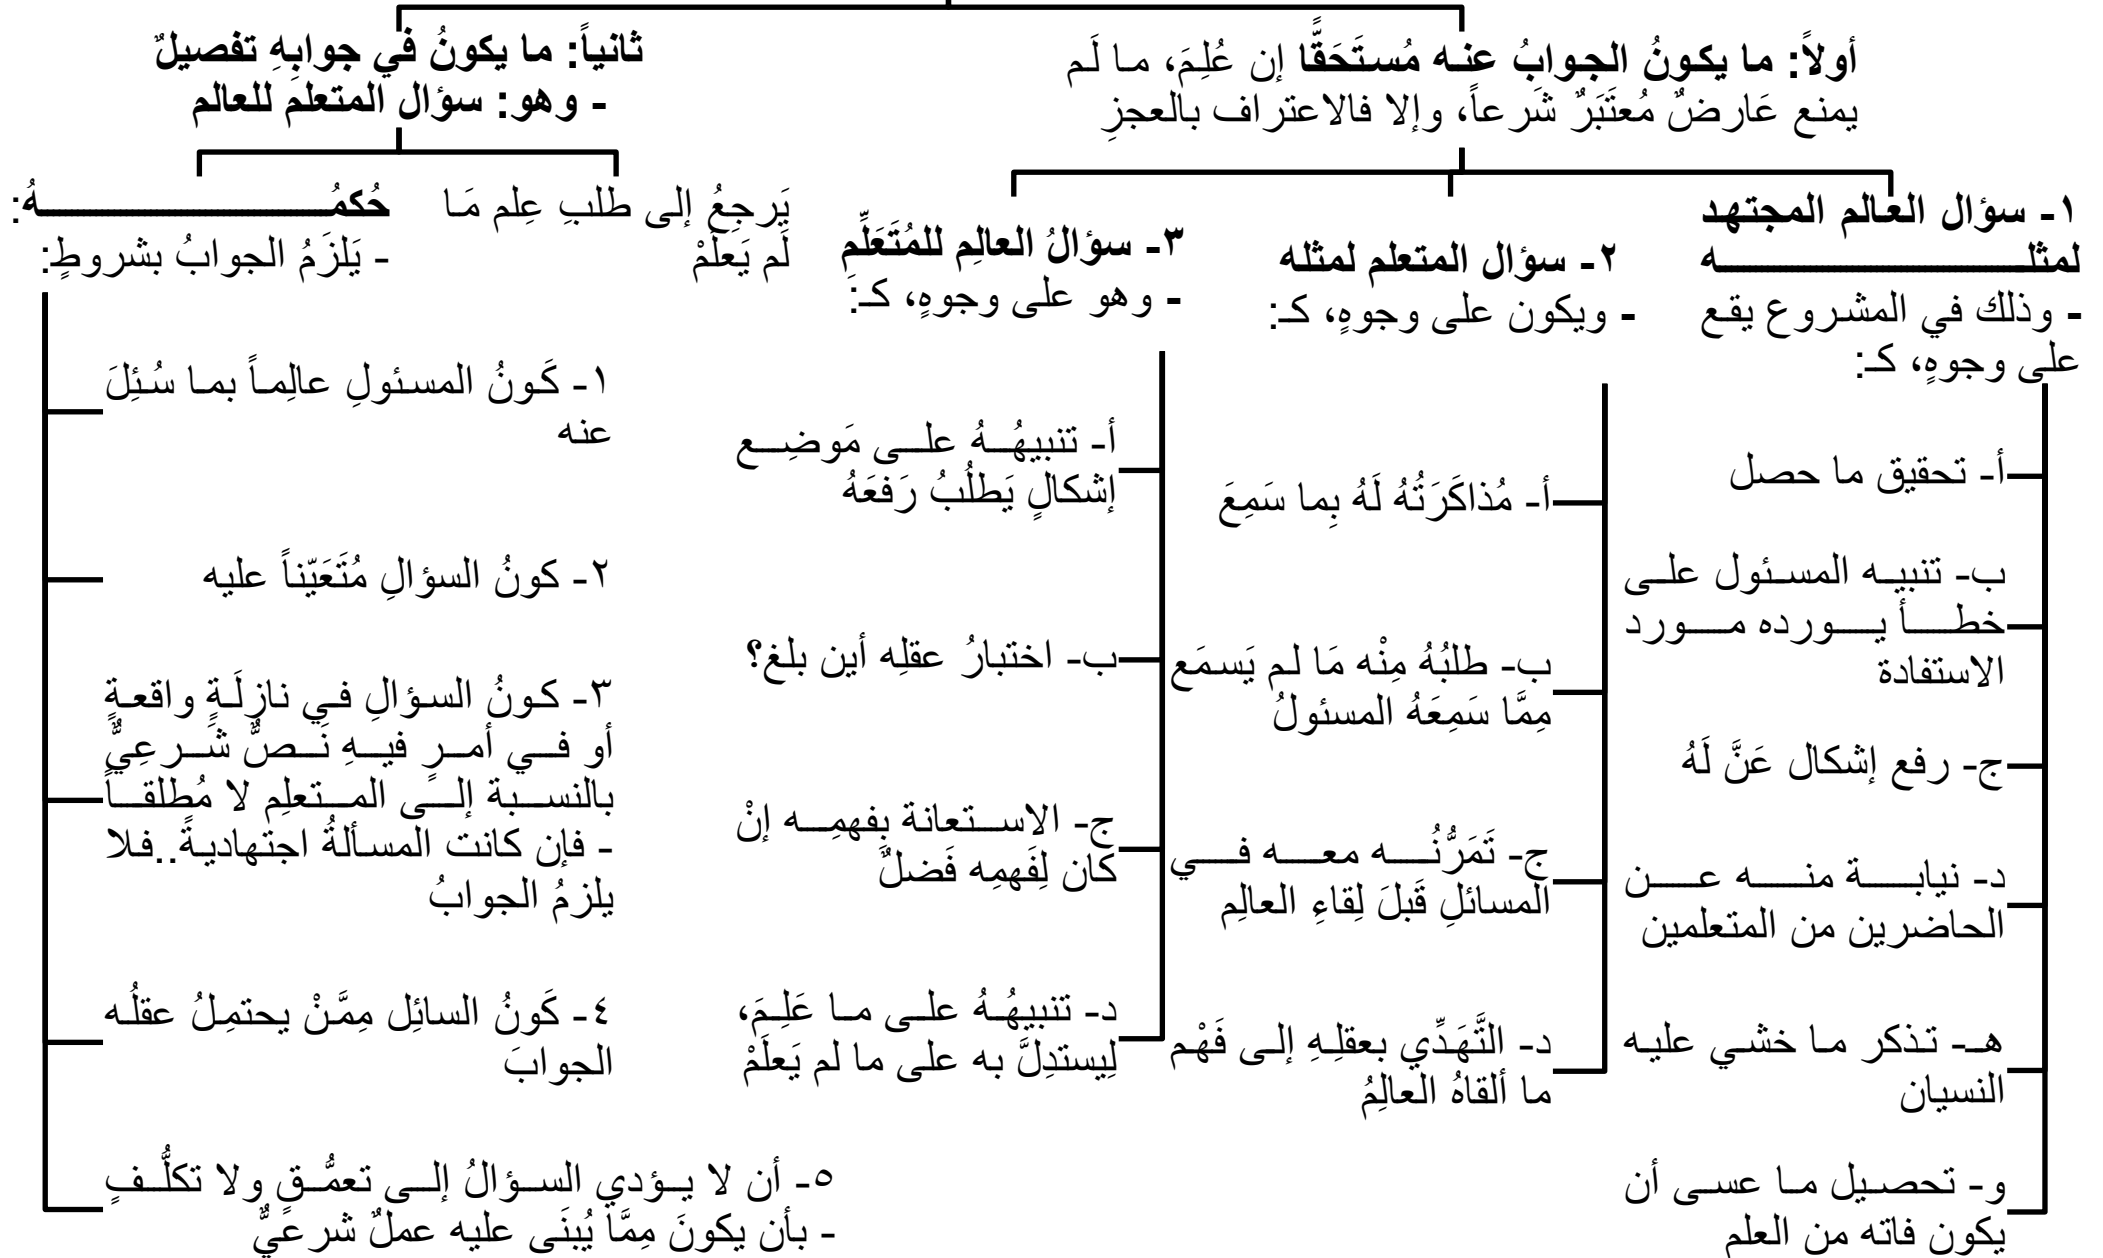 أولاً: ما يكونُ الجوابُ عنه مُستَحَقًّا إن عُلِمَ، ما لَم
يمنع عَارضٌ مُعتَبَرٌ شَرعاً، وإلا فالاعتراف بالعجزِ
١- سؤال العالم المجتهد
لمثله
- وذلك في المشروع يقع
على وجوهٍ، كـ:
أ- تحقيق ما حصل
ب- تنبيه المسئول على
خطأ يورده مورد
الاستفادة
ج- رفع إشكال عَنَّ لَهُ
د- نيابة منه عن
الحاضرين من المتعلمين
هـ- تذكر ما خشي عليه
النسيان
و- تحصيل ما عسى أن
يكون فاته من العلم
٢- سؤال المتعلم لمثله
- ويكون على وجوهٍ، كـ:
أ- مُذاكَرَتُهُ لَهُ بِما سَمِعَ
ب- طلبُهُ مِنْه مَا لم يَسمَع
مِمَّا سَمِعَهُ المسئولُ
ج- تَمَرُّنُه معه في
المسائلِ قَبلَ لِقاءِ العالِم
د- التَّهَدِّي بعقلِهِ إلى فَهْم
ما ألقاهُ العالِمُ
٣- سؤالُ العالِم للمُتَعَلِّمِ
- وهو على وجوهٍ، كـ:
أ- تنبيهُهُ على مَوضِع
إشكالٍ يَطلُبُ رَفعَهُ
ب- اختبارُ عقلِه أين بلغ؟
ج- الاستعانة بِفهمِه إنْ
كان لِفَهمِه فَضلٌ
د- تنبيهُهُ على ما عَلِمَ،
لِيستدِلَّ به على ما لم يَعلَمْ
ثانياً: ما يكونُ في جوابِهِ تفصيلٌ
- وهو: سؤال المتعلم للعالم
يَرجِعُ إلى طلبِ عِلم مَا
لَم يَعلَمْ
حُكمُهُ:
- يَلزَمُ الجوابُ بشروطٍ:
١- كَونُ المسئولِ عالِماً بما سُئِلَ
عنه
٢- كونُ السؤالِ مُتَعَيّناً عليه
٣- كونُ السؤالِ في نازلَةٍ واقعةٍ
أو في أمرٍ فيهِ نَصٌّ شَرعِيٌّ
بالنسبة إلى المتعلِم لا مُطلقاً
- فإن كانت المسألةُ اجتهاديةً..فلا
يلزمُ الجوابُ
٤- كَونُ السائِل مِمَّنْ يحتمِلُ عقلُه
الجوابَ
٥- أن لا يؤدي السؤالُ إلى تعمُّقٍ ولا تكلُّفٍ
- بأن يكونَ مِمَّا يُبنَى عليه عملٌ شرعيٌّ